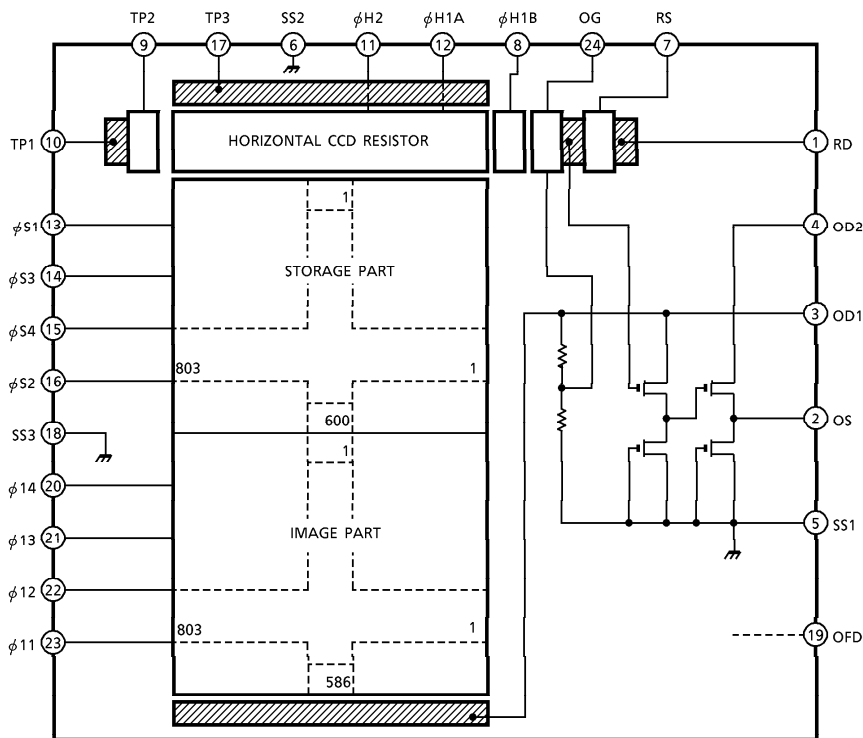 TP2 TP3 SS2 ϕH2 ϕH1A ϕH1B OG RS
9 17 6 11 12 8 24 7
HORIZONTAL CCD RESISTOR
TP1 10
1 RD
1
ϕS1 13
4 OD2
STORAGE PART
ϕS3 14
3 OD1
ϕS4 15
803 1
ϕS2 16
600
2 OS
SS3 18
1
ϕ14 20
5 SS1
IMAGE PART
ϕ13 21
ϕ12 22
803 1
19 OFD
ϕ11 23
586